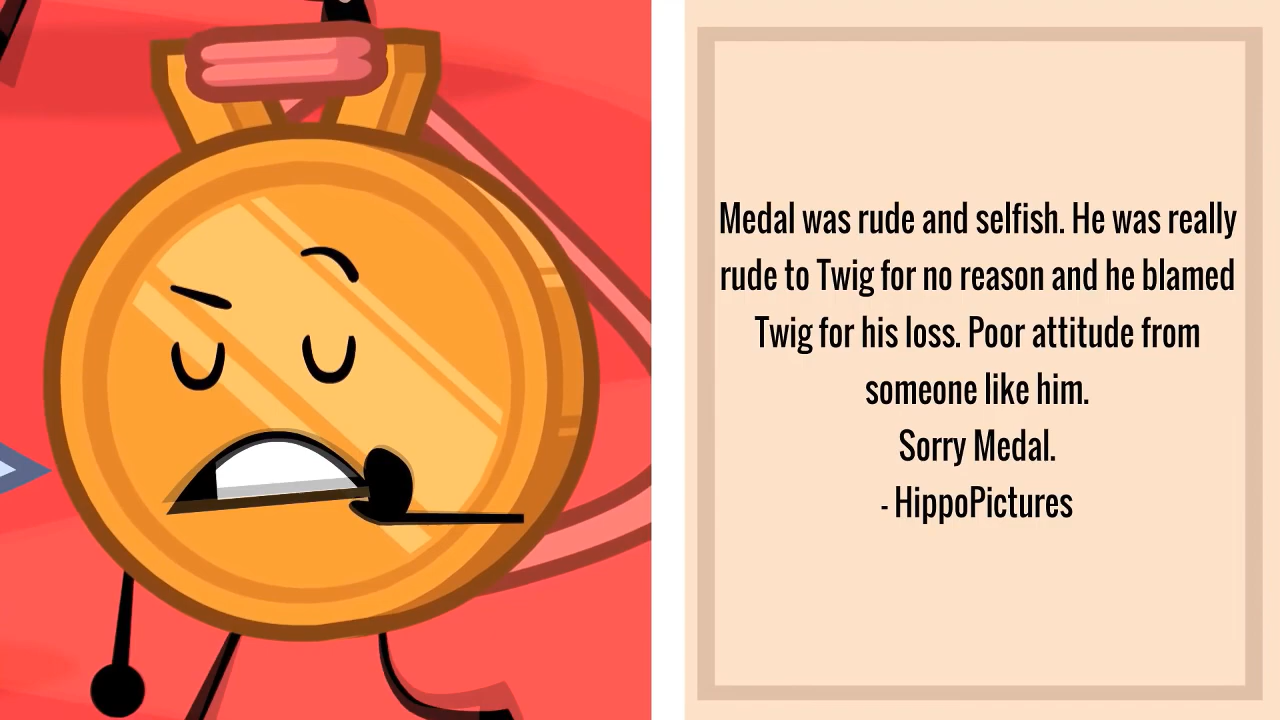 Medal was rude and selfish. He was really
rude to Twig for no reason and he blamed
Twig for his loss. Poor attitude from
someone like him.
Sorry Medal.
- HippoPictures